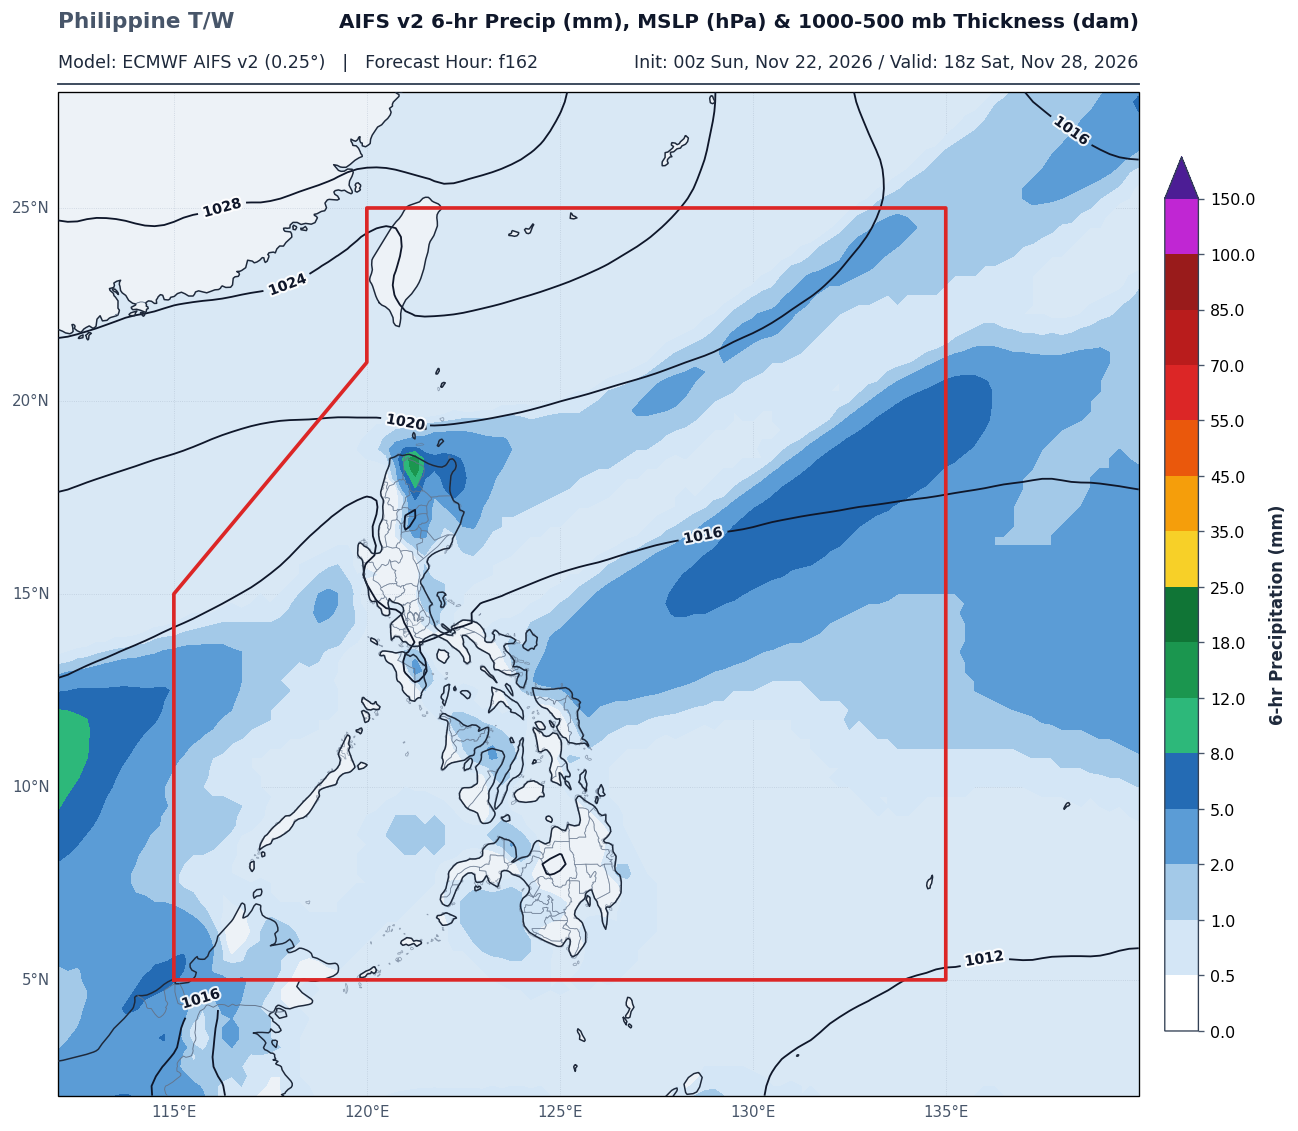 Philippine T/W
AIFS v2 6-hr Precip (mm), MSLP (hPa) & 1000-500 mb Thickness (dam)
Model: ECMWF AIFS v2 (0.25°) | Forecast Hour: f162
Init: 00z Sun, Nov 22, 2026 / Valid: 18z Sat, Nov 28, 2026
1016
1028
1024
1020
1016
1012
1016
25°N
20°N
15°N
10°N
5°N
115°E
120°E
125°E
130°E
135°E
150.0
100.0
85.0
70.0
55.0
45.0
35.0
25.0
18.0
12.0
8.0
5.0
2.0
1.0
0.5
0.0
6-hr Precipitation (mm)